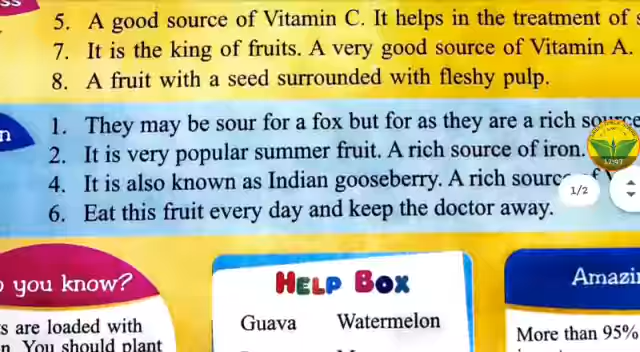 ss
5. A good source of Vitamin C. It helps in the treatment of
7. It is the king of fruits. A very good source of Vitamin A.
8. A fruit with a seed surrounded with fleshy pulp.
n
1. They may be sour for a fox but for as they are a rich source
2. It is very popular summer fruit. A rich source of iron.
4. It is also known as Indian gooseberry. A rich
6. Eat this fruit every day and keep the doctor away.
1/2
you know?
s are loaded with
n. You should plant
HELP BOX
Guava Watermelon
Amazi
More than 95%